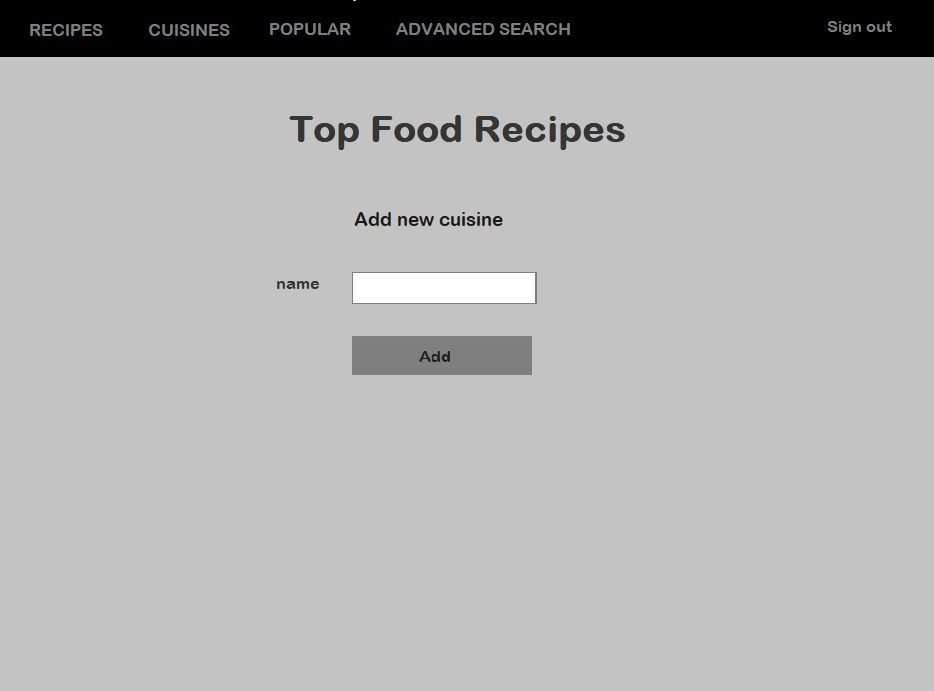 RECIPES CUISINES POPULAR ADVANCED SEARCH Sign out
Top Food Recipes
Add new cuisine
name
Add